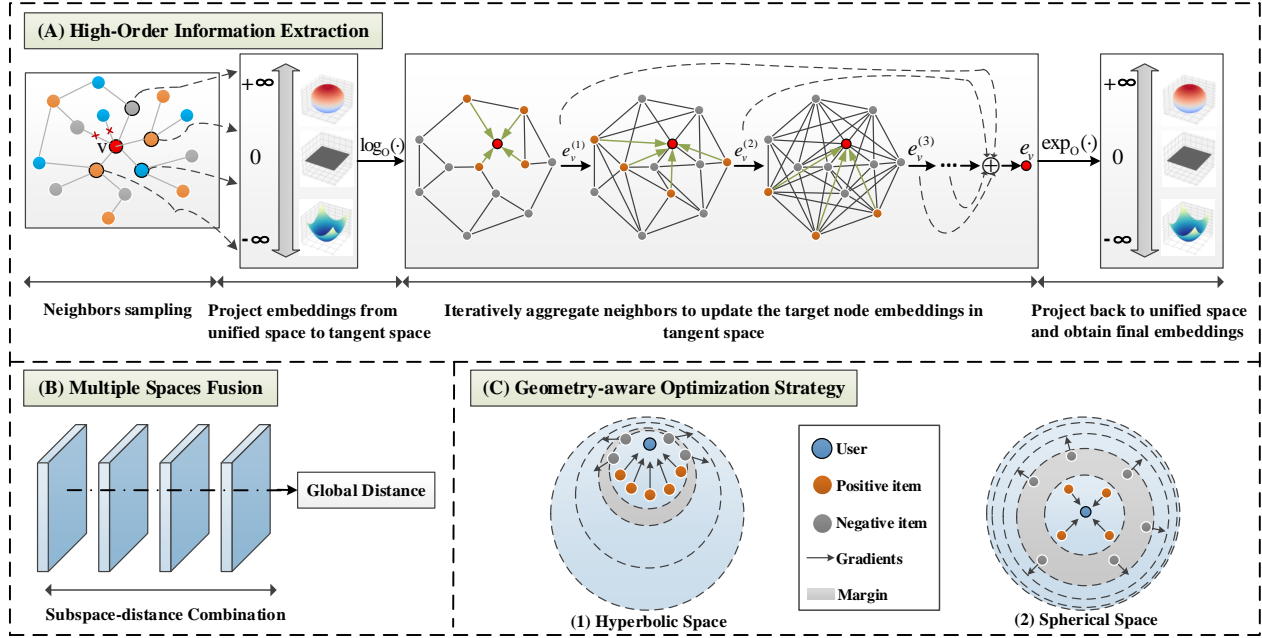 (A) High-Order Information Extraction
v
+∞
0
-∞
log_O(·)
e_v^(1)
e_v^(2)
e_v^(3)
...
e_v
exp_O(·)
+∞
0
-∞
Neighbors sampling
Project embeddings from
unified space to tangent space
Iteratively aggregate neighbors to update the target node embeddings in
tangent space
Project back to unified space
and obtain final embeddings
(B) Multiple Spaces Fusion
Global Distance
Subspace-distance Combination
(C) Geometry-aware Optimization Strategy
User
Positive item
Negative item
Gradients
Margin
(1) Hyperbolic Space
(2) Spherical Space